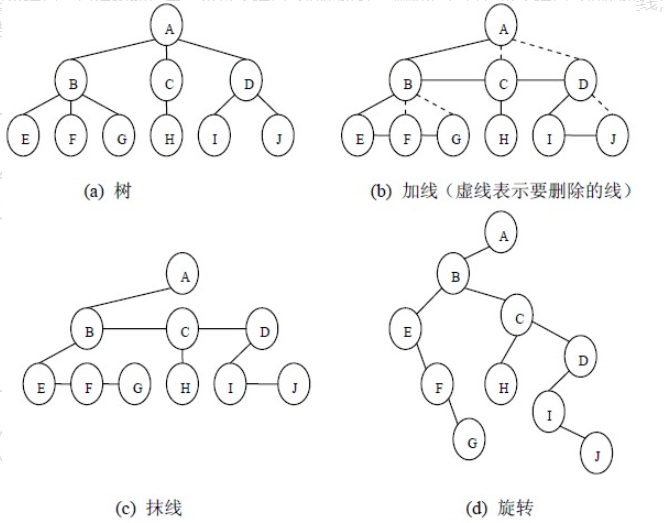 A A
B C D B C D
E F G H I J E F G H I J
(a) 树 (b) 加线（虚线表示要删除的线）
A
A
B
B C D C
E D
E F G H I J F H
I
G
J
(c) 抹线 (d) 旋转